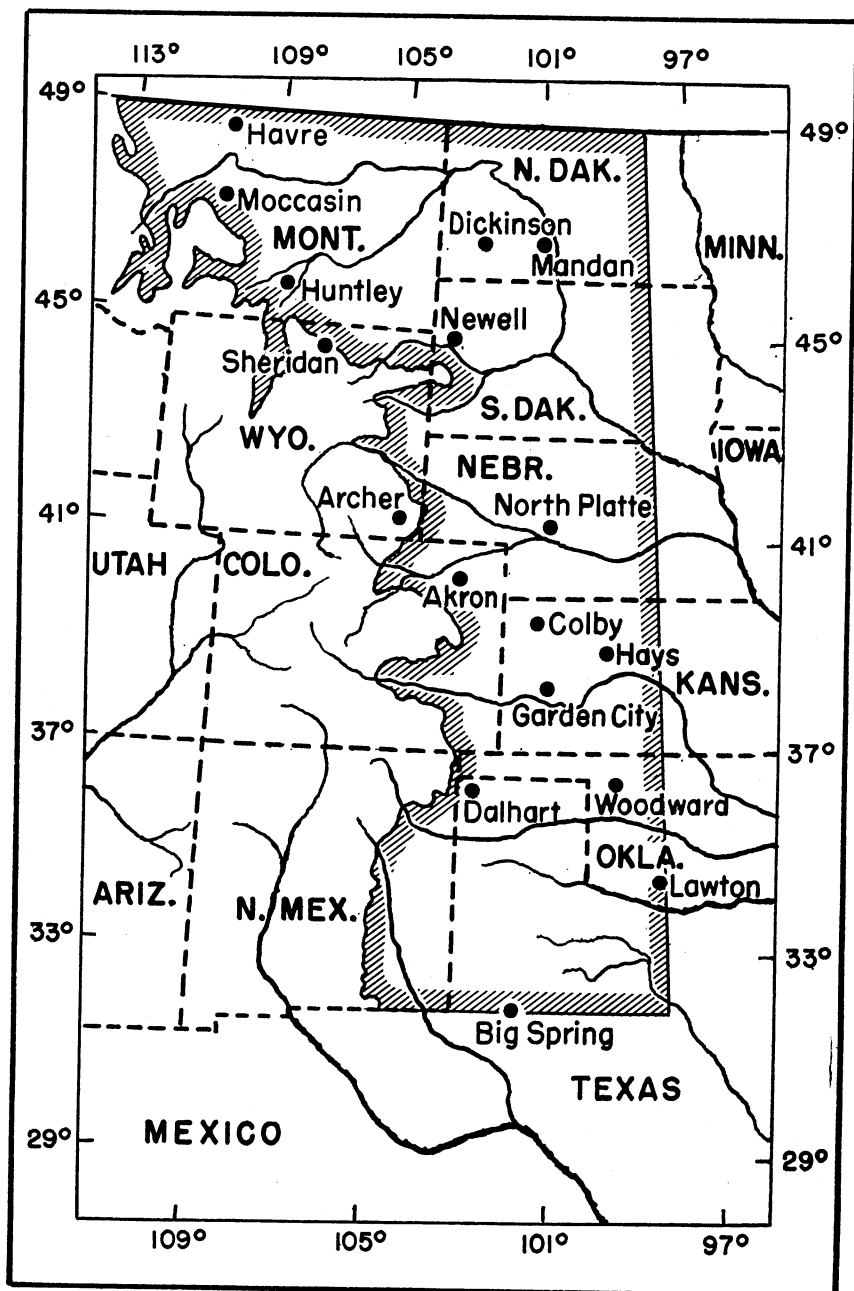 113° 109° 105° 101° 97°
49°
49°
Havre
N. DAK.
Moccasin
Dickinson
MONT.
MINN.
Mandan
Huntley
45°
Newell
45°
Sheridan
S. DAK.
WYO.
IOWA
NEBR.
Archer
North Platte
41°
41°
UTAH
COLO.
Akron
Colby
Hays
KANS.
Garden City
37°
37°
Dalhart
Woodward
OKLA.
ARIZ.
Lawton
N. MEX.
33°
33°
Big Spring
TEXAS
29°
MEXICO
29°
109° 105° 101° 97°